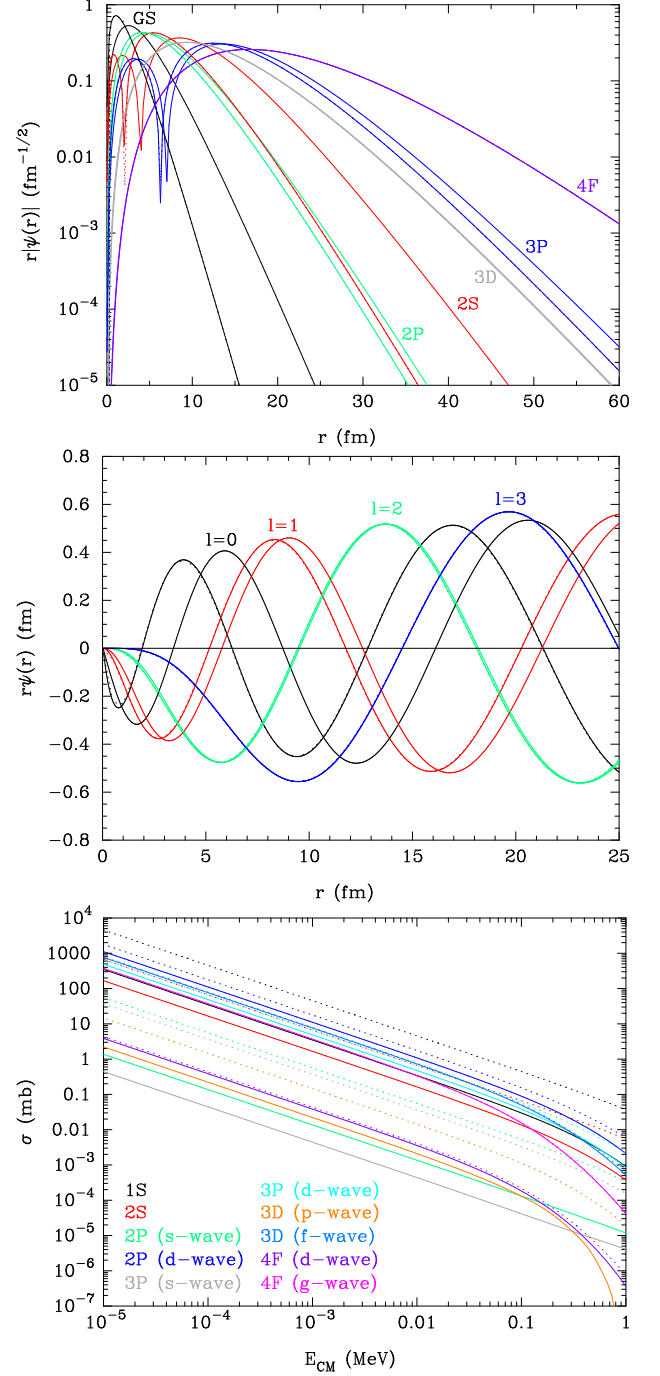 1
GS
0.1
0.01
10⁻³
10⁻⁴
10⁻⁵
r|ψ(r)| (fm⁻¹/²)
4F
3P
3D
2S
2P
0 10 20 30 40 50 60
r (fm)
0.8
0.6
0.4
0.2
0
−0.2
−0.4
−0.6
−0.8
rψ(r) (fm)
l=0
l=1
l=2
l=3
0 5 10 15 20 25
r (fm)
10⁴
1000
100
10
1
0.1
0.01
10⁻³
10⁻⁴
10⁻⁵
10⁻⁶
10⁻⁷
σ (mb)
1S
2S
2P (s−wave)
2P (d−wave)
3P (s−wave)
3P (d−wave)
3D (p−wave)
3D (f−wave)
4F (d−wave)
4F (g−wave)
10⁻⁵ 10⁻⁴ 10⁻³ 0.01 0.1 1
E_CM (MeV)